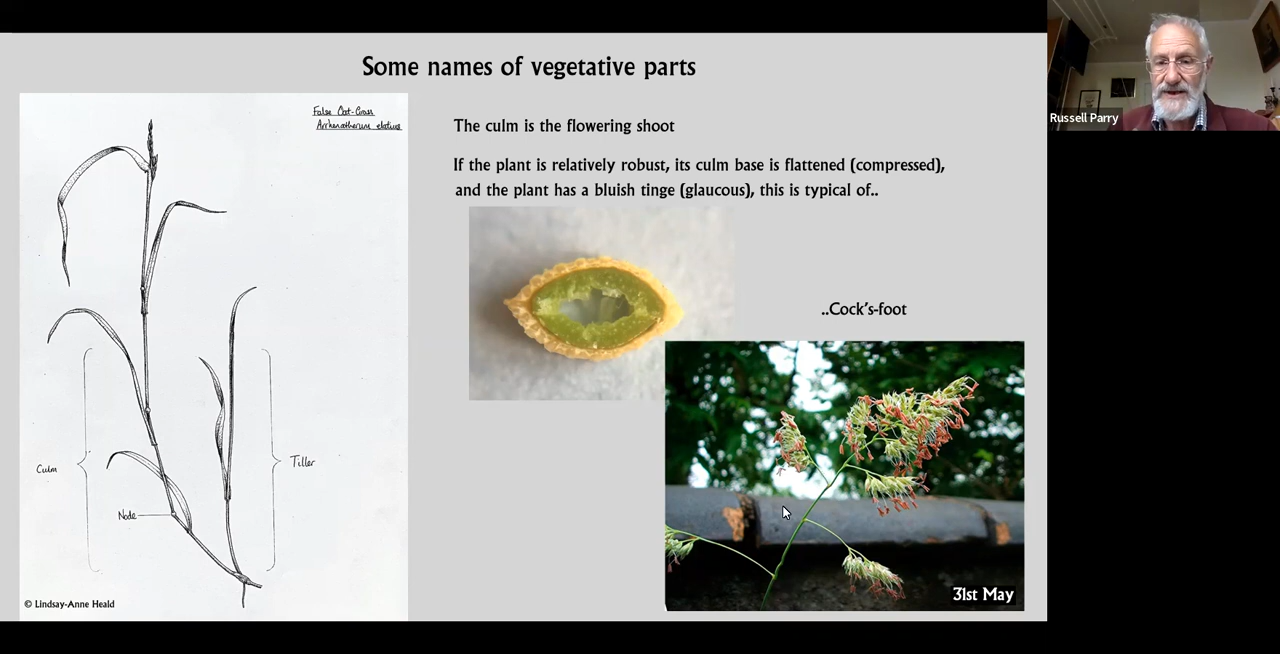 Some names of vegetative parts
False Oat-Grass
Arrhenatherum elatius
The culm is the flowering shoot
If the plant is relatively robust, its culm base is flattened (compressed),
and the plant has a bluish tinge (glaucous), this is typical of..
..Cock's-foot
Culm
Tiller
Node
© Lindsay-Anne Heald
31st May
Russell Parry